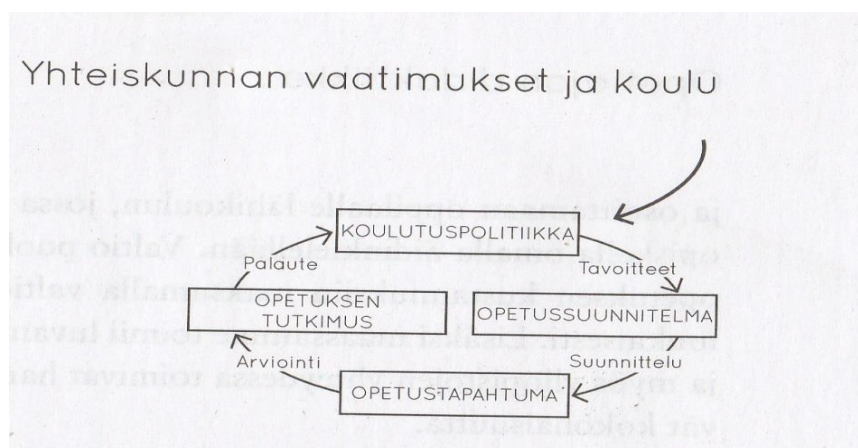 Yhteiskunnan vaatimukset ja koulu
KOULUTUSPOLITIIKKA
Palaute
Tavoitteet
OPETUKSEN
TUTKIMUS
OPETUSSUUNNITELMA
Arviointi
Suunnittelu
OPETUSTAPAHTUMA